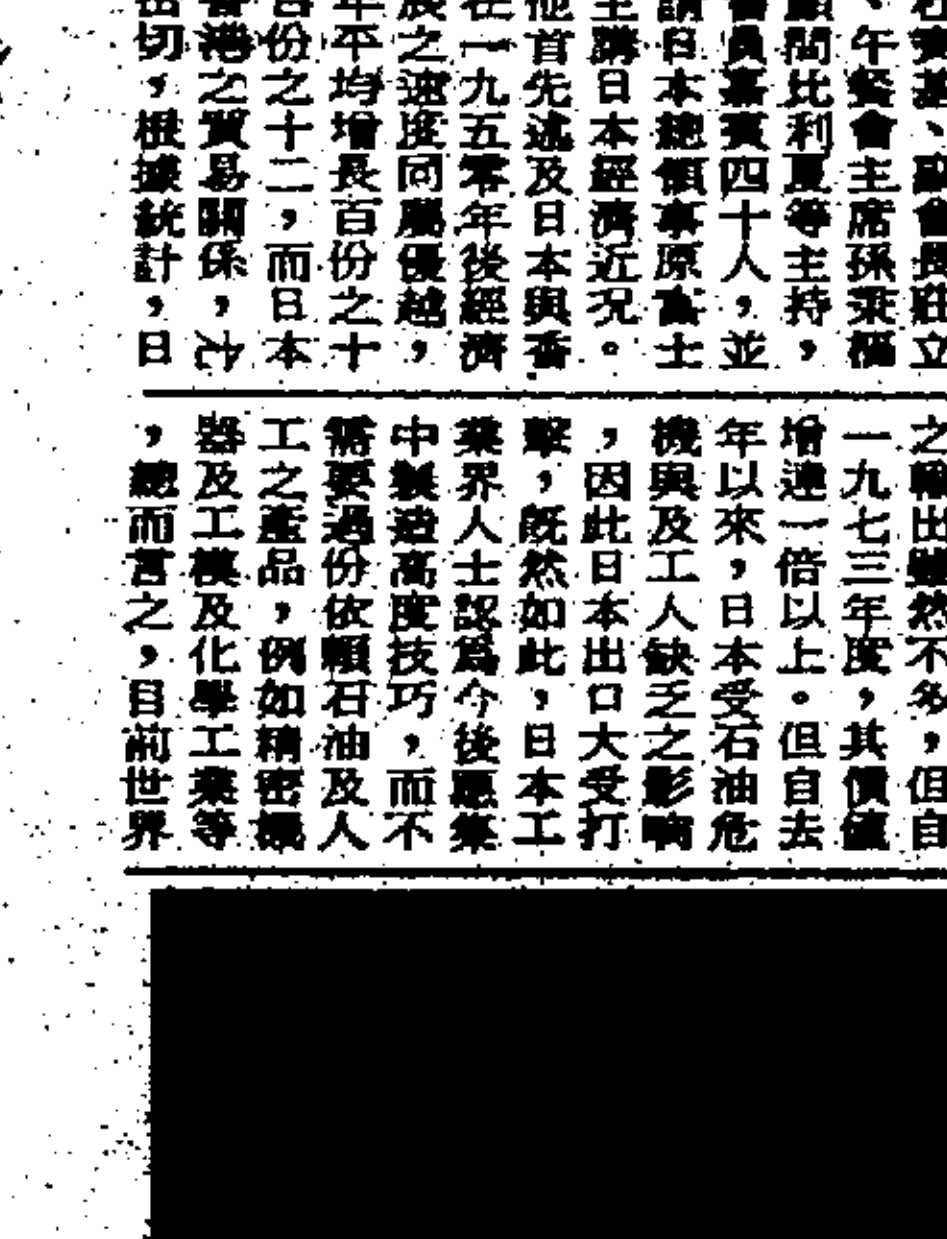 、副會長莊立
、午餐會主席孫秉樞
顧問比利夏等主持，
會員嘉賓四十人，並
請日本總領事原富士
主講日本經濟近況。
他首先述及日本與香
在一九五零年後經濟
展之速度同屬優越，
年平均增長百份之十
百份之十二，而日本
香港之貿易關係，
密切，根據統計，日
之輸出雖然不多，但自
一九七三年度，其價值
增達一倍以上。但自去
年以來，日本受石油危
機與及工人缺乏之影响
，因此日本出口大受打
擊，既然如此，日本工
業界人士認爲今後應集
中製造高度技巧，而不
需要過份依賴石油及人
工之產品，例如精密機
器及工模及化學工業等
，總而言之，目前世界